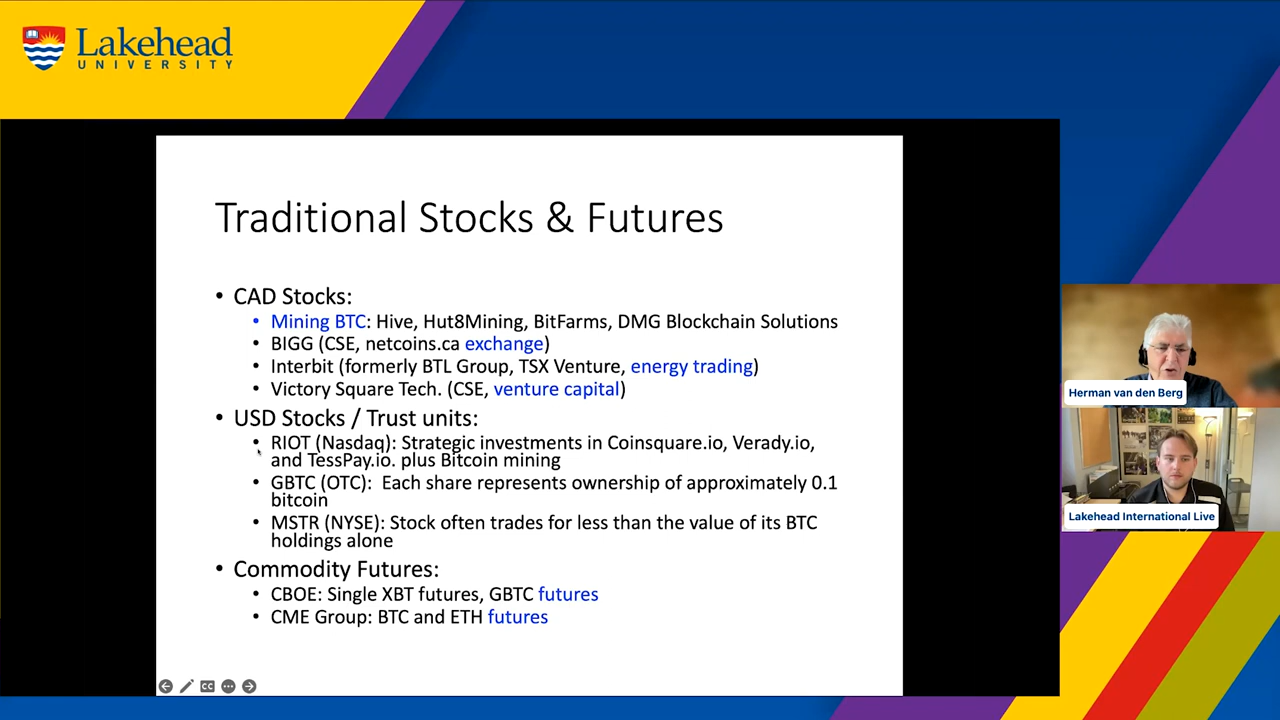 Lakehead
UNIVERSITY
Traditional Stocks & Futures
• CAD Stocks:
• Mining BTC: Hive, Hut8Mining, BitFarms, DMG Blockchain Solutions
• BIGG (CSE, netcoins.ca exchange)
• Interbit (formerly BTL Group, TSX Venture, energy trading)
• Victory Square Tech. (CSE, venture capital)
• USD Stocks / Trust units:
• RIOT (Nasdaq): Strategic investments in Coinsquare.io, Verady.io,
and TessPay.io. plus Bitcoin mining
• GBTC (OTC): Each share represents ownership of approximately 0.1
bitcoin
• MSTR (NYSE): Stock often trades for less than the value of its BTC
holdings alone
• Commodity Futures:
• CBOE: Single XBT futures, GBTC futures
• CME Group: BTC and ETH futures
CC
Herman van den Berg
Lakehead International Live